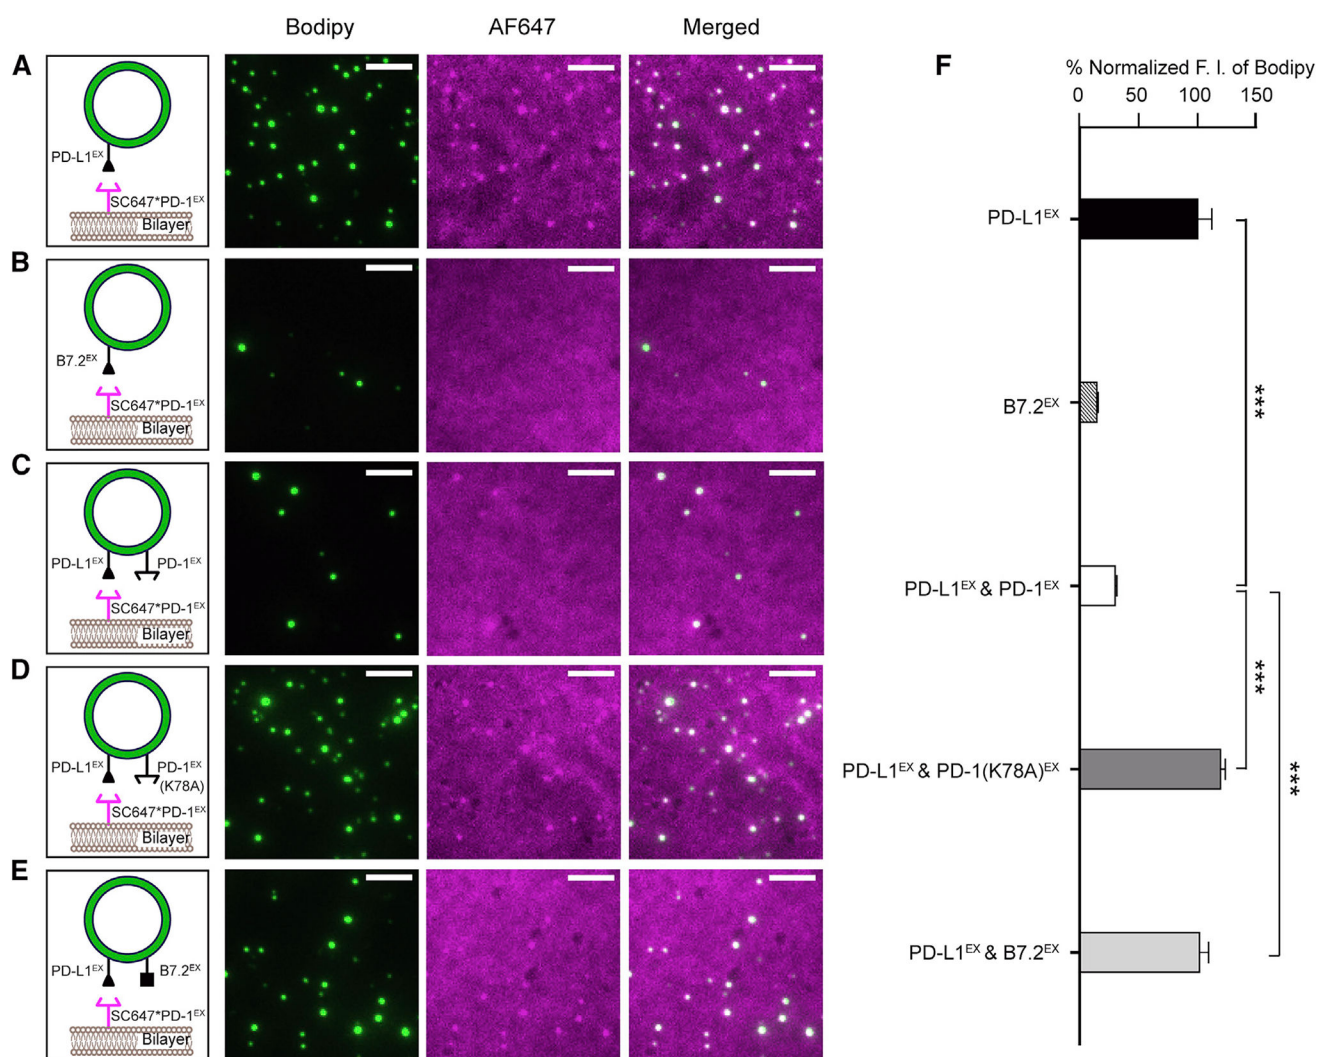 Bodipy AF647 Merged
A
PD-L1EX
SC647*PD-1EX
Bilayer
B
B7.2EX
SC647*PD-1EX
Bilayer
C
PD-L1EX PD-1EX
SC647*PD-1EX
Bilayer
D
PD-L1EX PD-1EX
(K78A)
SC647*PD-1EX
Bilayer
E
PD-L1EX B7.2EX
SC647*PD-1EX
Bilayer
F
% Normalized F. I. of Bodipy
0 50 100 150
PD-L1EX
B7.2EX
PD-L1EX & PD-1EX
PD-L1EX & PD-1(K78A)EX
PD-L1EX & B7.2EX
***
***
***